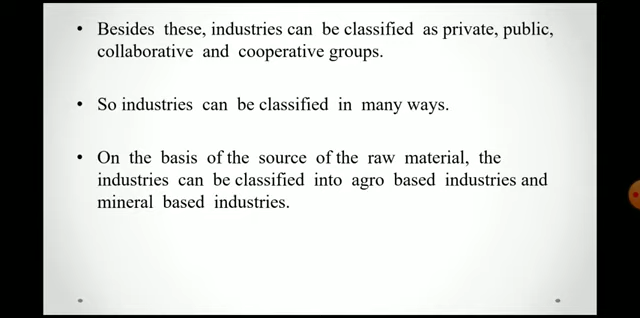 • Besides these, industries can be classified as private, public,
collaborative and cooperative groups.
• So industries can be classified in many ways.
• On the basis of the source of the raw material, the
industries can be classified into agro based industries and
mineral based industries.